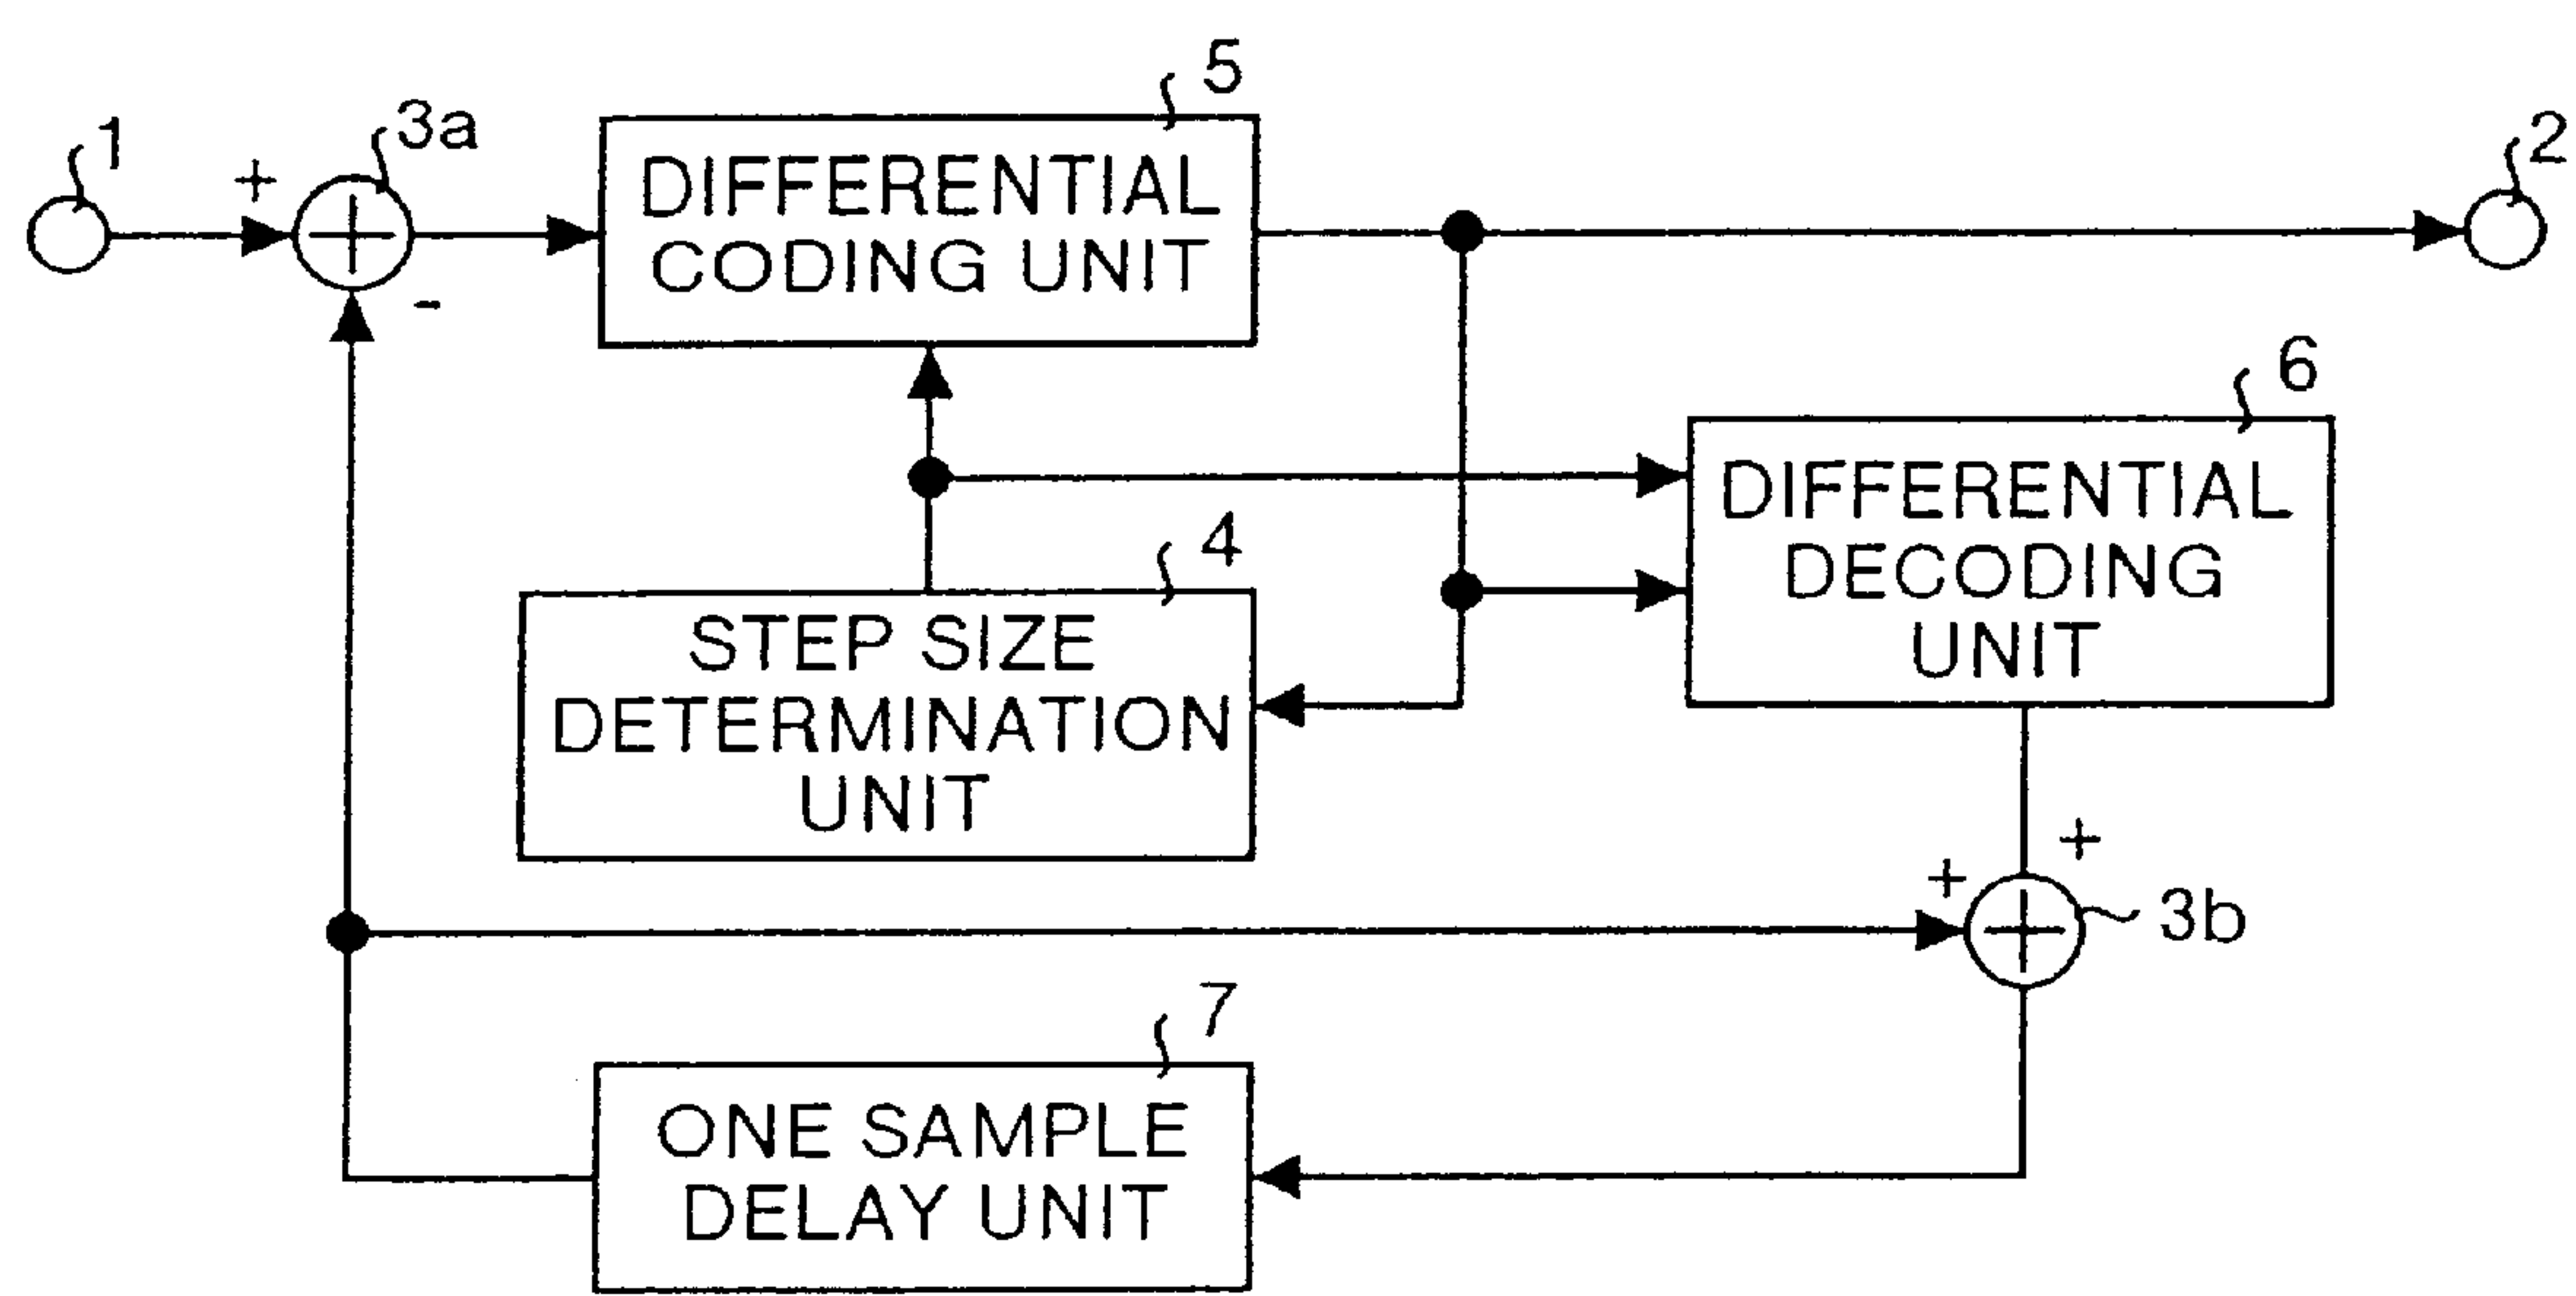 1
+
3a
-
5
DIFFERENTIAL
CODING UNIT
2
6
DIFFERENTIAL
DECODING
UNIT
4
STEP SIZE
DETERMINATION
UNIT
+
+
3b
7
ONE SAMPLE
DELAY UNIT